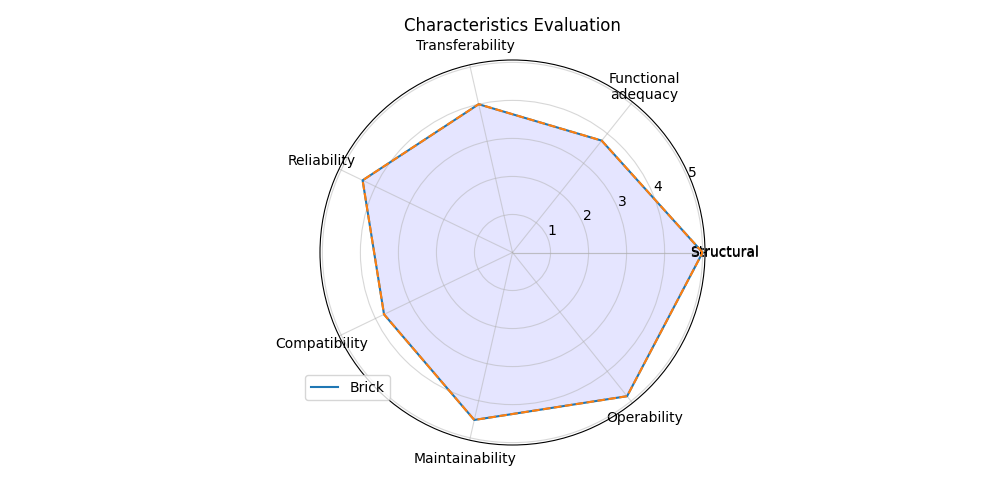 Characteristics Evaluation
Transferability
Functional
adequacy
Reliability
5
4
3
2
1
Structural
Compatibility
Brick
Operability
Maintainability